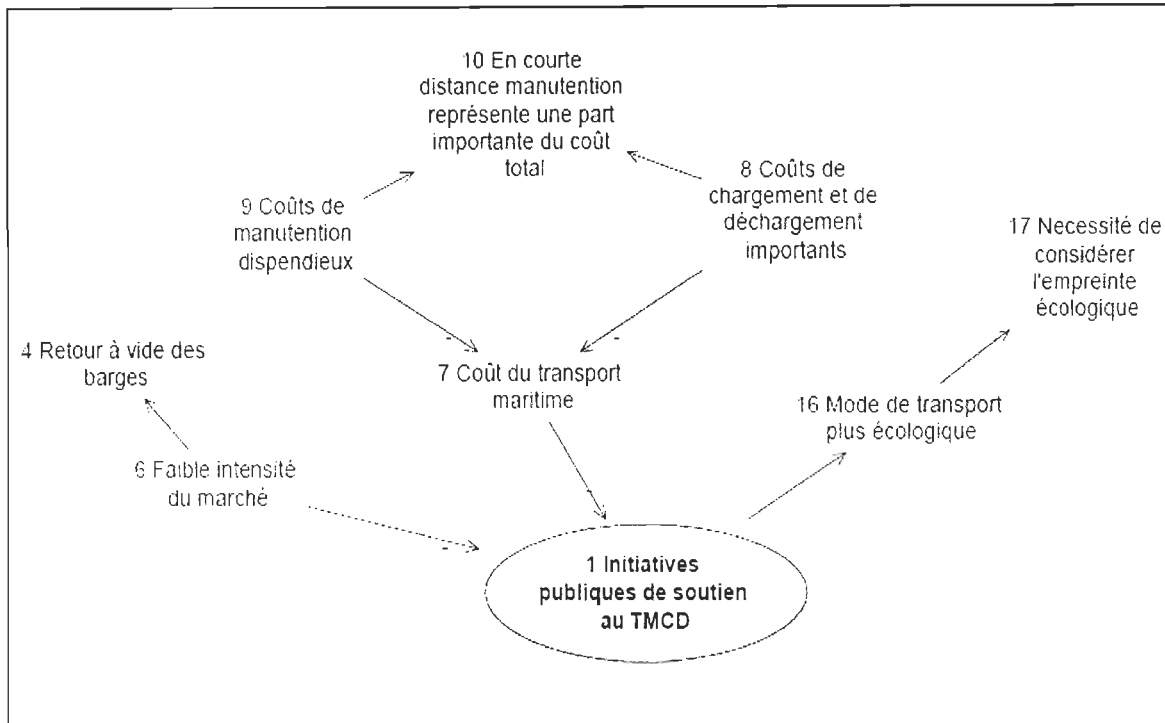 10 En courte
distance manutention
représente une part
importante du coût
total
8 Coûts de
chargement et de
déchargement
importants
9 Coûts de
manutention
dispendieux
17 Necessité de
considérer
l'empreinte
écologique
4 Retour à vide des
barges
-
-
7 Coût du transport
maritime
16 Mode de transport
plus écologique
6 Faible intensité
du marché
-
-
1 Initiatives
publiques de soutien
au TMCD